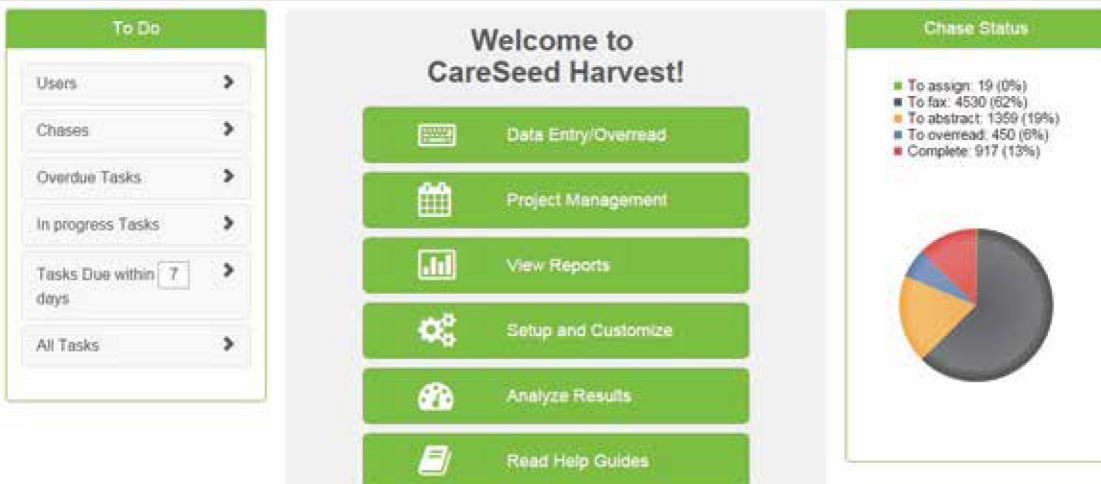 To Do
Users
Chases
Overdue Tasks
In progress Tasks
Tasks Due within 7
days
All Tasks
Welcome to
CareSeed Harvest!
Data Entry/Overread
Project Management
View Reports
Setup and Customize
Analyze Results
Read Help Guides
Chase Status
To assign: 19 (0%)
To fax: 4530 (62%)
To abstract: 1359 (19%)
To overread: 450 (6%)
Complete: 917 (13%)